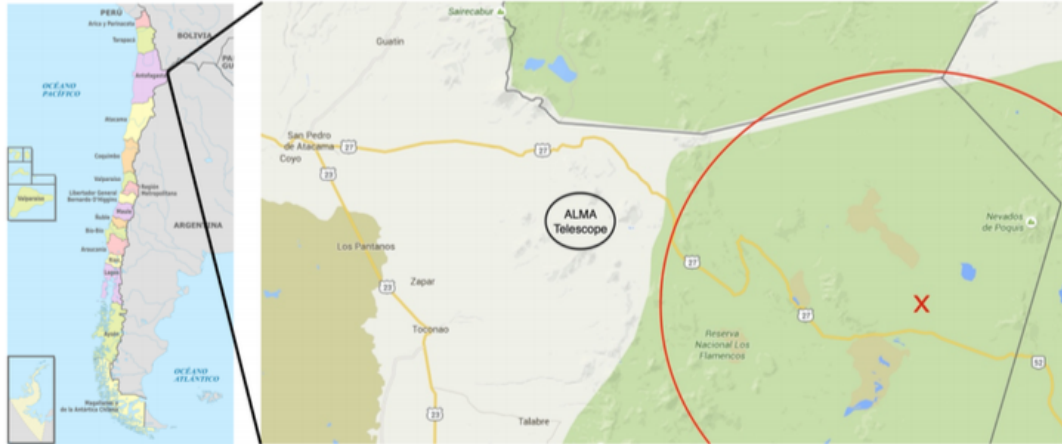 PERÚ
Arica y Parinacota
Tarapacá
BOLIVIA
PA
GU
Antofagasta
OCÉANO
PACÍFICO
Atacama
Coquimbo
Valparaíso
Región
Metropolitana
Libertador General
Bernardo O'Higgins
Maule
Ñuble
Bío-Bío
Araucanía
ARGENTINA
Lagos
Aysén
Valparaíso
OCÉANO
ATLÁNTICO
Magallanes y
de la Antártica Chilena
Sairecabur
Guatin
San Pedro
de Atacama
Coyo
27
27
23
ALMA
Telescope
Nevados
de Poquis
Los Pantanos
27
Zapar
23
X
27
Toconao
Reserva
Nacional Los
Flamencos
52
23
Talabre